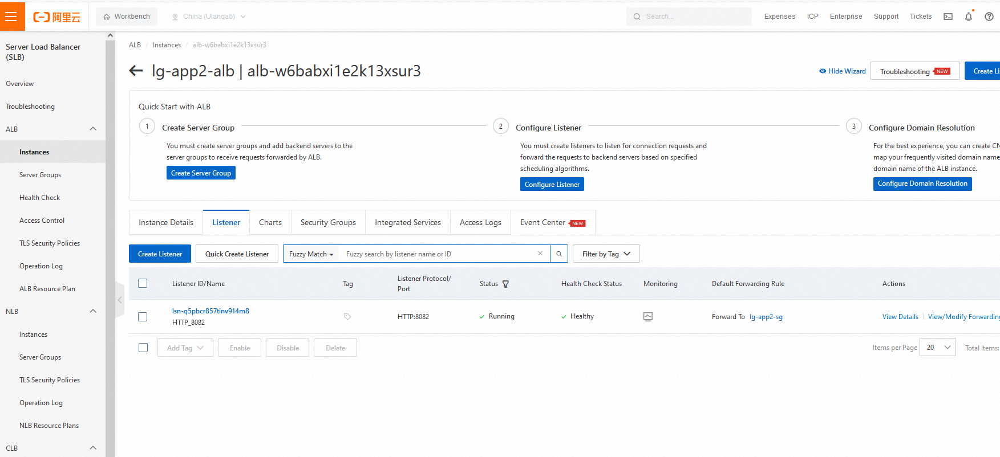 阿里云
Workbench
China (Ulanqab)
Search...
Expenses
ICP
Enterprise
Support
Tickets
Server Load Balancer
(SLB)
Overview
Troubleshooting
ALB
Instances
Server Groups
Health Check
Access Control
TLS Security Policies
Operation Log
ALB Resource Plan
NLB
Instances
Server Groups
TLS Security Policies
Operation Log
NLB Resource Plans
CLB
ALB / Instances / alb-w6babxi1e2k13xsur3
lg-app2-alb | alb-w6babxi1e2k13xsur3
Hide Wizard
Troubleshooting NEW
Create Li
Quick Start with ALB
1 Create Server Group
You must create server groups and add backend servers to the
server groups to receive requests forwarded by ALB.
Create Server Group
2 Configure Listener
You must create listeners to listen for connection requests and
forward the requests to backend servers based on specified
scheduling algorithms.
Configure Listener
3 Configure Domain Resolution
For the best experience, you can create CN
map your frequently visited domain name
domain name of the ALB instance.
Configure Domain Resolution
Instance Details
Listener
Charts
Security Groups
Integrated Services
Access Logs
Event Center NEW
Create Listener
Quick Create Listener
Fuzzy Match
Fuzzy search by listener name or ID
Filter by Tag
Listener ID/Name
Tag
Listener Protocol/
Port
Status
Health Check Status
Monitoring
Default Forwarding Rule
Actions
lsn-q5pbcr857tinv914m8
HTTP_8082
HTTP:8082
Running
Healthy
Forward To lg-app2-sg
View Details
View/Modify Forwarding
Add Tag
Enable
Disable
Delete
Items per Page
20
Total Items: